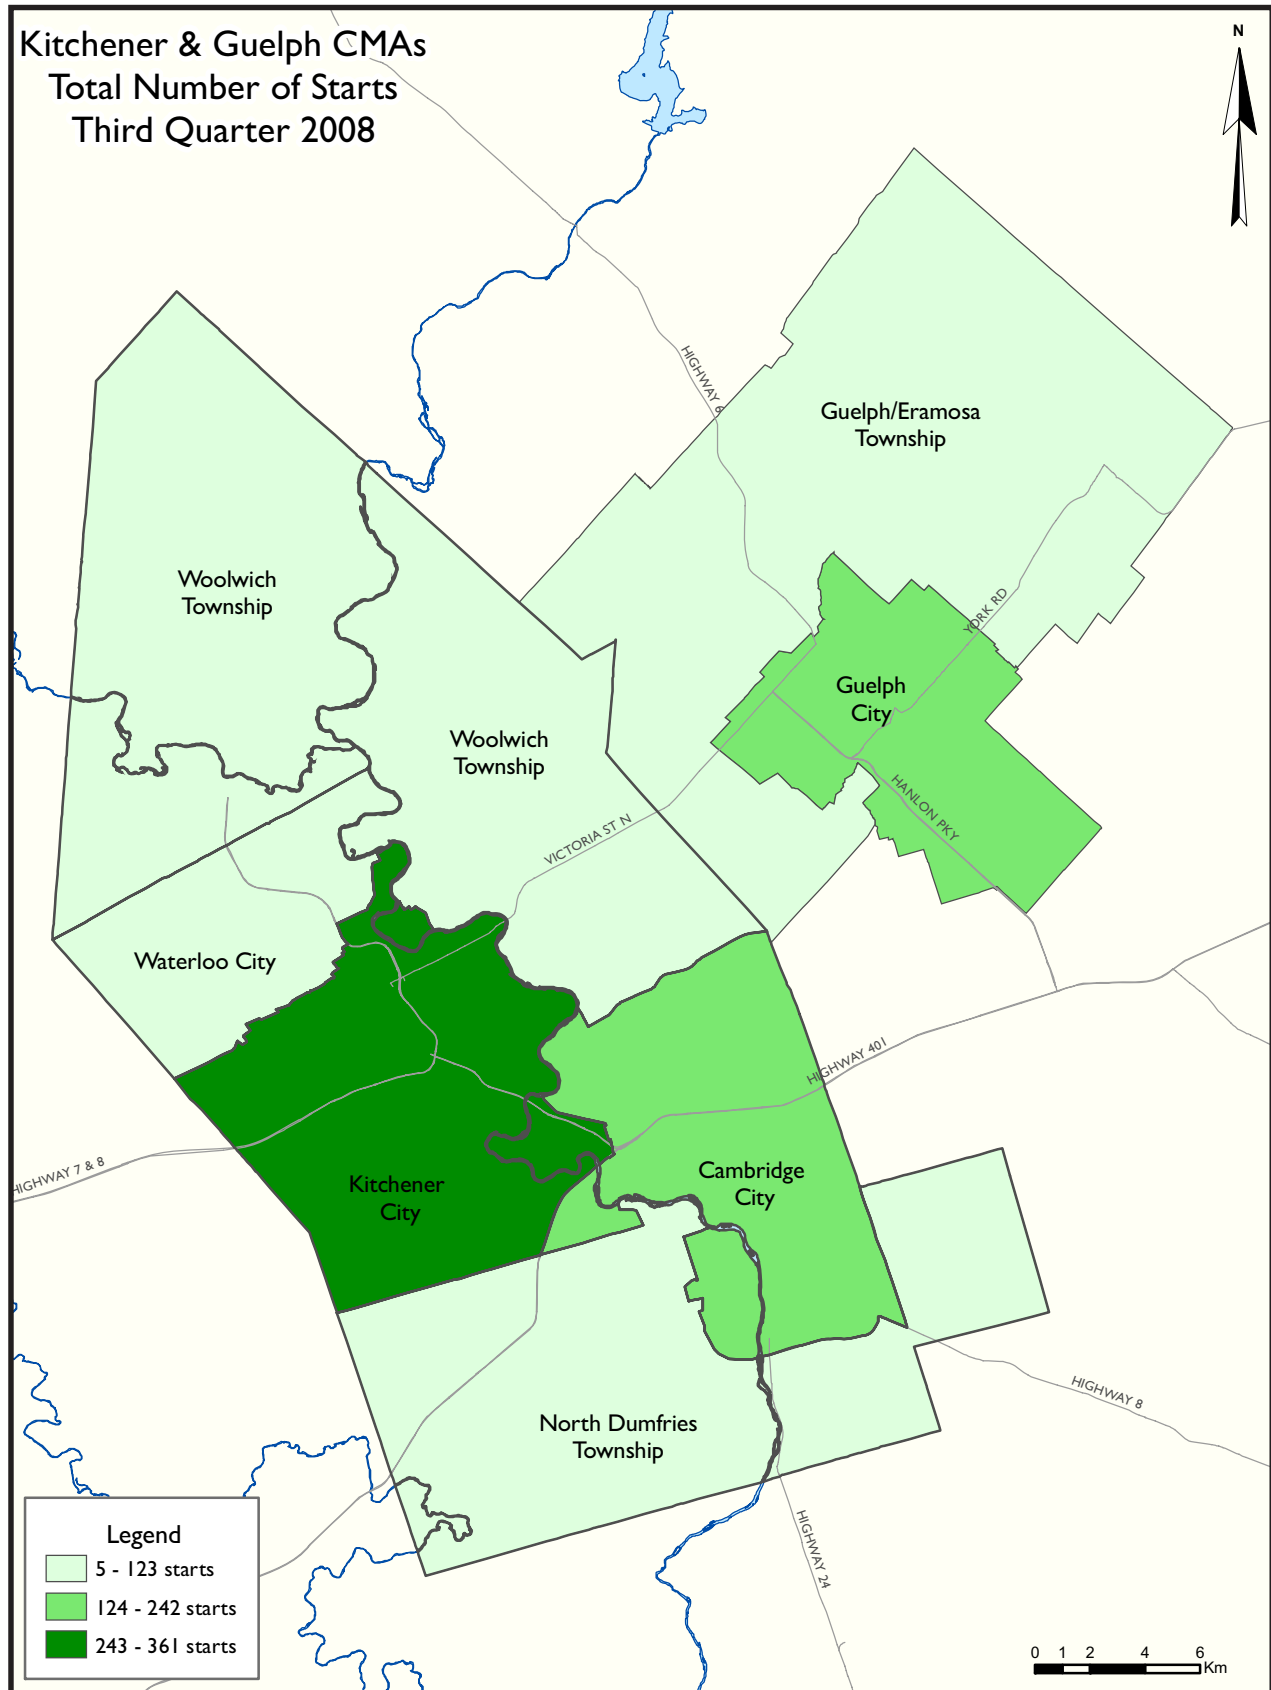 Kitchener & Guelph CMAs
Total Number of Starts
Third Quarter 2008
N
HIGHWAY 6
Guelph/Eramosa
Township
Woolwich
Township
YORK RD
Guelph
City
Woolwich
Township
HANLON PKY
VICTORIA ST N
Waterloo City
HIGHWAY 401
HIGHWAY 7 & 8
Kitchener
City
Cambridge
City
HIGHWAY 8
North Dumfries
Township
HIGHWAY 24
Legend
5 - 123 starts
124 - 242 starts
243 - 361 starts
0 1 2 4 6
Km